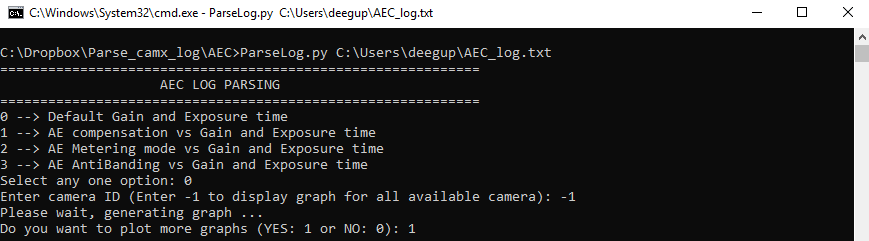 C:\Windows\System32\cmd.exe - ParseLog.py C:\Users\deegup\AEC_log.txt
C:\Dropbox\Parse_camx_log\AEC>ParseLog.py C:\Users\deegup\AEC_log.txt
============================================================
AEC LOG PARSING
============================================================
0 --> Default Gain and Exposure time
1 --> AE compensation vs Gain and Exposure time
2 --> AE Metering mode vs Gain and Exposure time
3 --> AE AntiBanding vs Gain and Exposure time
Select any one option: 0
Enter camera ID (Enter -1 to display graph for all available camera): -1
Please wait, generating graph ...
Do you want to plot more graphs (YES: 1 or NO: 0): 1